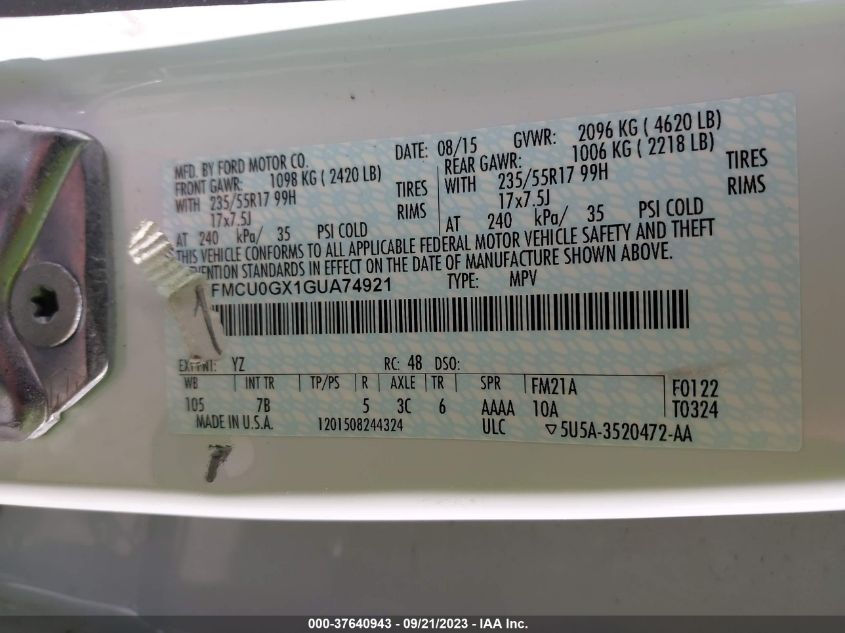 MFD. BY FORD MOTOR CO. DATE: 08/15 GVWR: 2096 KG ( 4620 LB)
FRONT GAWR: 1098 KG ( 2420 LB) REAR GAWR: 1006 KG ( 2218 LB)
WITH 235/55R17 99H TIRES WITH 235/55R17 99H TIRES
17x7.5J RIMS 17x7.5J RIMS
AT 240 kPa/ 35 PSI COLD AT 240 kPa/ 35 PSI COLD
THIS VEHICLE CONFORMS TO ALL APPLICABLE FEDERAL MOTOR VEHICLE SAFETY AND THEFT
VENTION STANDARDS IN EFFECT ON THE DATE OF MANUFACTURE SHOWN ABOVE.
FMCU0GX1GUA74921 TYPE: MPV
EXT PNT: YZ RC: 48 DSO:
WB INT TR TP/PS R AXLE TR SPR FM21A F0122
105 7B 5 3C 6 AAAA 10A T0324
MADE IN U.S.A. 1201508244324 ULC ▽5U5A-3520472-AA
000-37640943 - 09/21/2023 - IAA Inc.